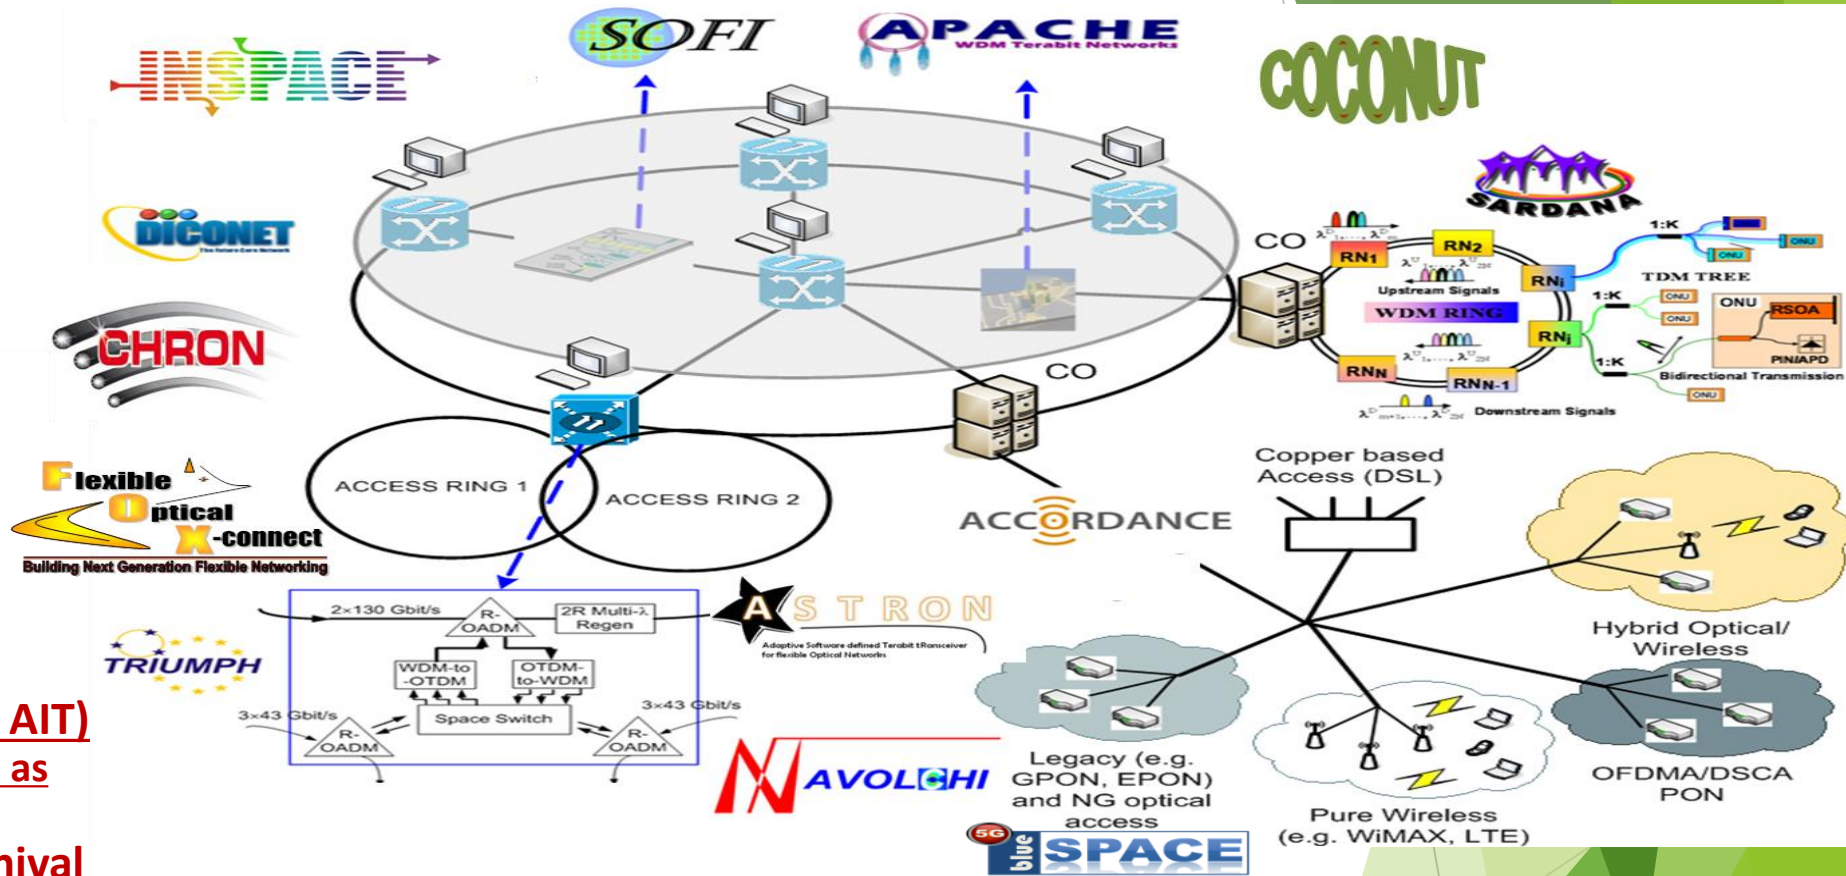 SOFI
APACHE
WDM Terabit Networks
INSPACE
COCONUT
SARDANA
DICONET
The Future Core Network
CO
RN1
RN2
RNi
RNj
RNN
RNN-1
Upstream Signals
WDM RING
Downstream Signals
1:K
ONU
ONU
TDM TREE
1:K
ONU
ONU
ONU
RSOA
PIN/APD
1:K
Bidirectional Transmission
ONU
CHRON
CO
ACCESS RING 1
ACCESS RING 2
Flexible
Optical
X-connect
Building Next Generation Flexible Networking
ACCORDANCE
Copper based
Access (DSL)
Hybrid Optical/
Wireless
TRIUMPH
2×130 Gbit/s
R-
OADM
2R Multi-λ
Regen
WDM-to
-OTDM
OTDM-
to-WDM
Space Switch
3×43 Gbit/s
3×43 Gbit/s
R-
OADM
R-
OADM
ASTRON
Adaptive Software defined Terabit tRansceiver
for flexible Optical Networks
NAVOLCHI
Legacy (e.g.
GPON, EPON)
and NG optical
access
Pure Wireless
(e.g. WiMAX, LTE)
OFDMA/DSCA
PON
5G
blue
SPACE
AIT)
as
nival